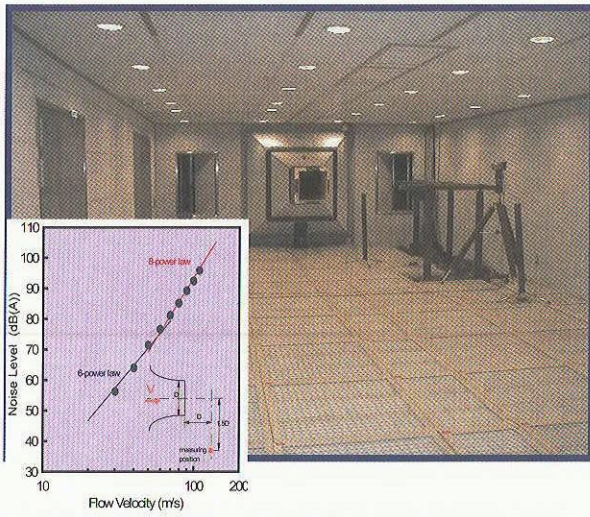 110
100
90
80
70
60
50
40
30
Noise Level (dB(A))
8-power law
6-power law
D
D
1.5D
measuring
position
10
100
200
Flow Velocity (m/s)